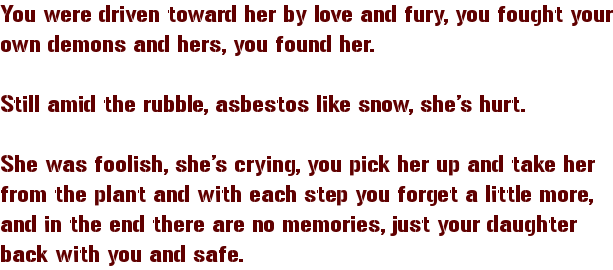 You were driven toward her by love and fury, you fought your
own demons and hers, you found her.
Still amid the rubble, asbestos like snow, she’s hurt.
She was foolish, she’s crying, you pick her up and take her
from the plant and with each step you forget a little more,
and in the end there are no memories, just your daughter
back with you and safe.